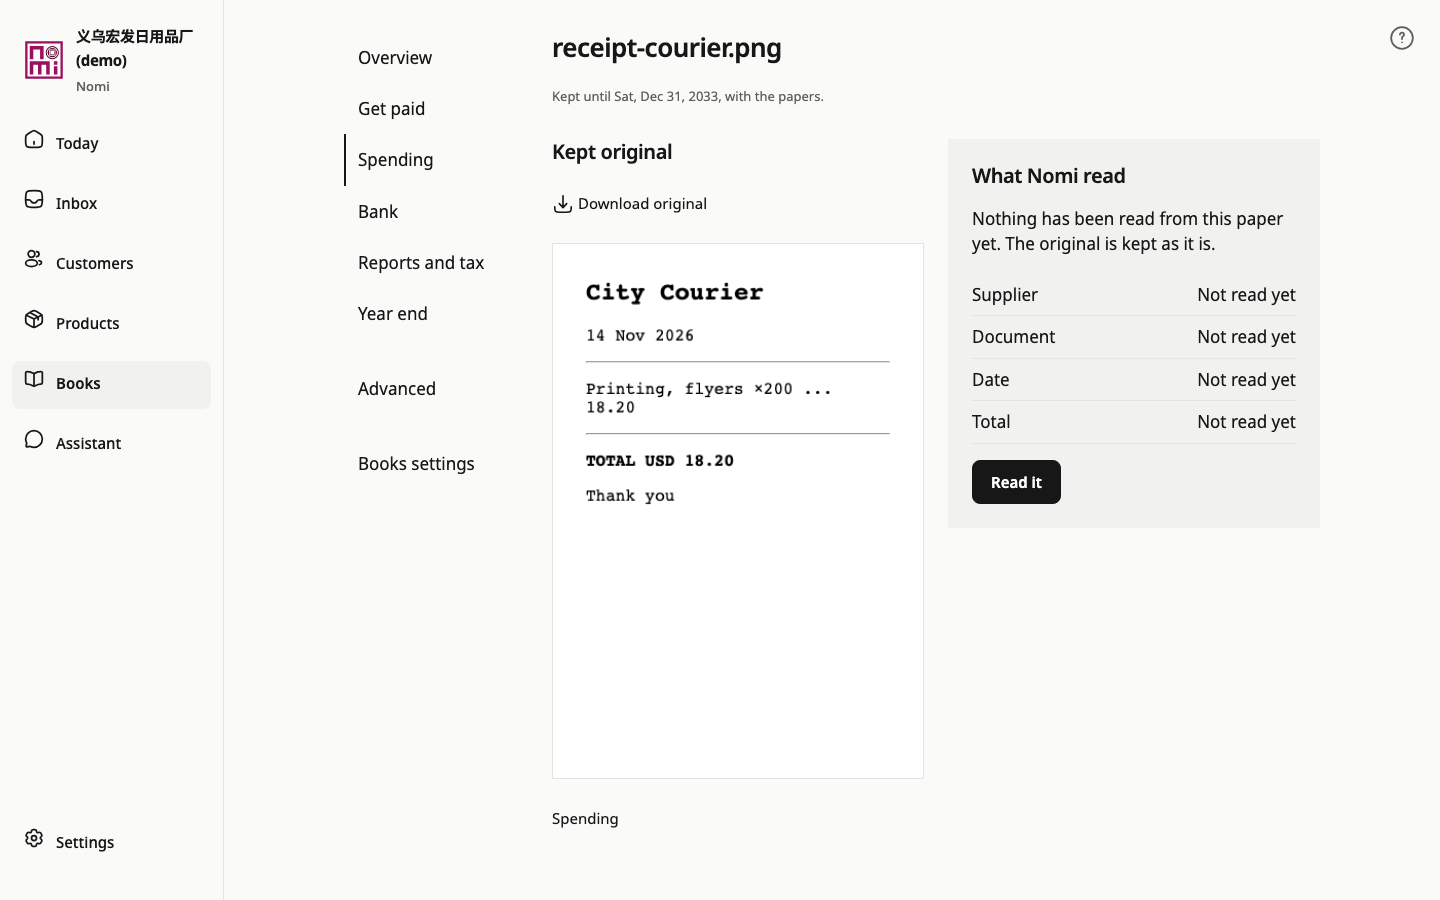 义乌宏发日用品厂
(demo)
Nomi
Today
Inbox
Customers
Products
Books
Assistant
Settings
Overview
Get paid
Spending
Bank
Reports and tax
Year end
Advanced
Books settings
receipt-courier.png
Kept until Sat, Dec 31, 2033, with the papers.
Kept original
Download original
City Courier
14 Nov 2026
Printing, flyers ×200 ...
18.20
TOTAL USD 18.20
Thank you
Spending
What Nomi read
Nothing has been read from this paper
yet. The original is kept as it is.
Supplier Not read yet
Document Not read yet
Date Not read yet
Total Not read yet
Read it